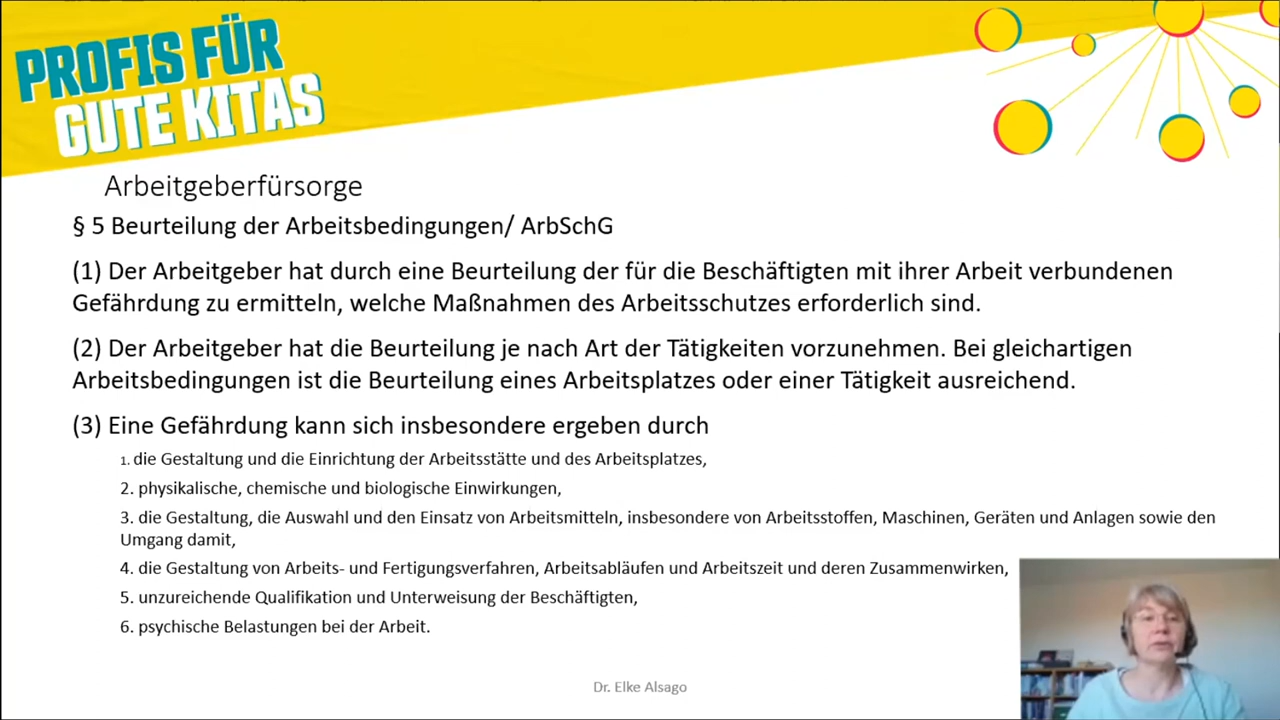 PROFIS FÜR
GUTE KITAS
Arbeitgeberfürsorge
§ 5 Beurteilung der Arbeitsbedingungen/ ArbSchG
(1) Der Arbeitgeber hat durch eine Beurteilung der für die Beschäftigten mit ihrer Arbeit verbundenen
Gefährdung zu ermitteln, welche Maßnahmen des Arbeitsschutzes erforderlich sind.
(2) Der Arbeitgeber hat die Beurteilung je nach Art der Tätigkeiten vorzunehmen. Bei gleichartigen
Arbeitsbedingungen ist die Beurteilung eines Arbeitsplatzes oder einer Tätigkeit ausreichend.
(3) Eine Gefährdung kann sich insbesondere ergeben durch
1. die Gestaltung und die Einrichtung der Arbeitsstätte und des Arbeitsplatzes,
2. physikalische, chemische und biologische Einwirkungen,
3. die Gestaltung, die Auswahl und den Einsatz von Arbeitsmitteln, insbesondere von Arbeitsstoffen, Maschinen, Geräten und Anlagen sowie den
Umgang damit,
4. die Gestaltung von Arbeits- und Fertigungsverfahren, Arbeitsabläufen und Arbeitszeit und deren Zusammenwirken,
5. unzureichende Qualifikation und Unterweisung der Beschäftigten,
6. psychische Belastungen bei der Arbeit.
Dr. Elke Alsago